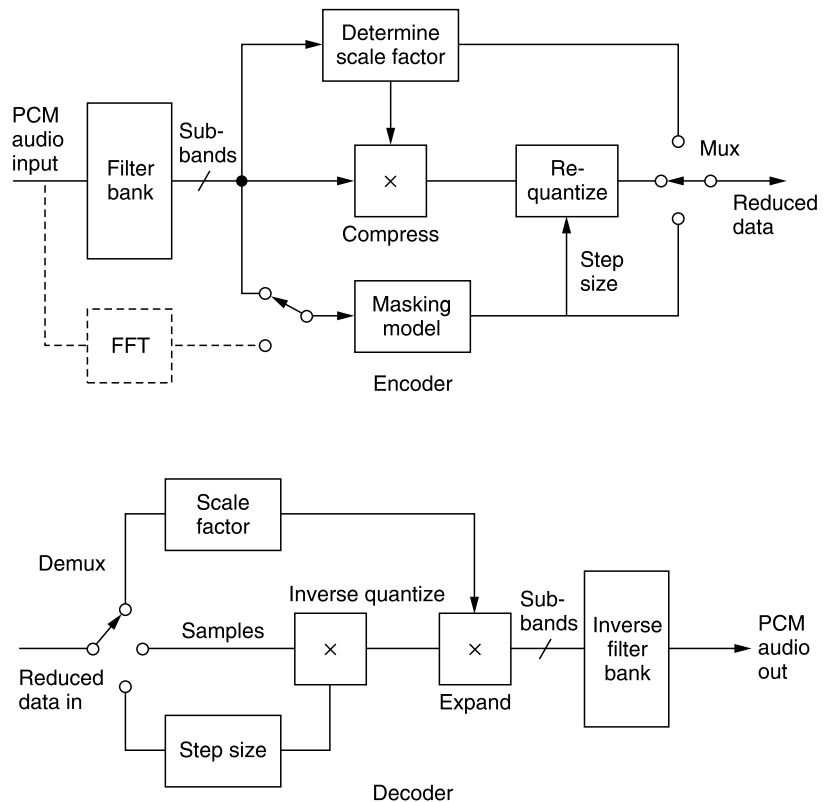 Determine
scale factor
PCM
audio
input
Filter
bank
Sub-
bands
×
Compress
Re-
quantize
Mux
Reduced
data
Step
size
FFT
Masking
model
Encoder
Scale
factor
Demux
Inverse quantize
Samples
×
×
Expand
Sub-
bands
Inverse
filter
bank
PCM
audio
out
Reduced
data in
Step size
Decoder